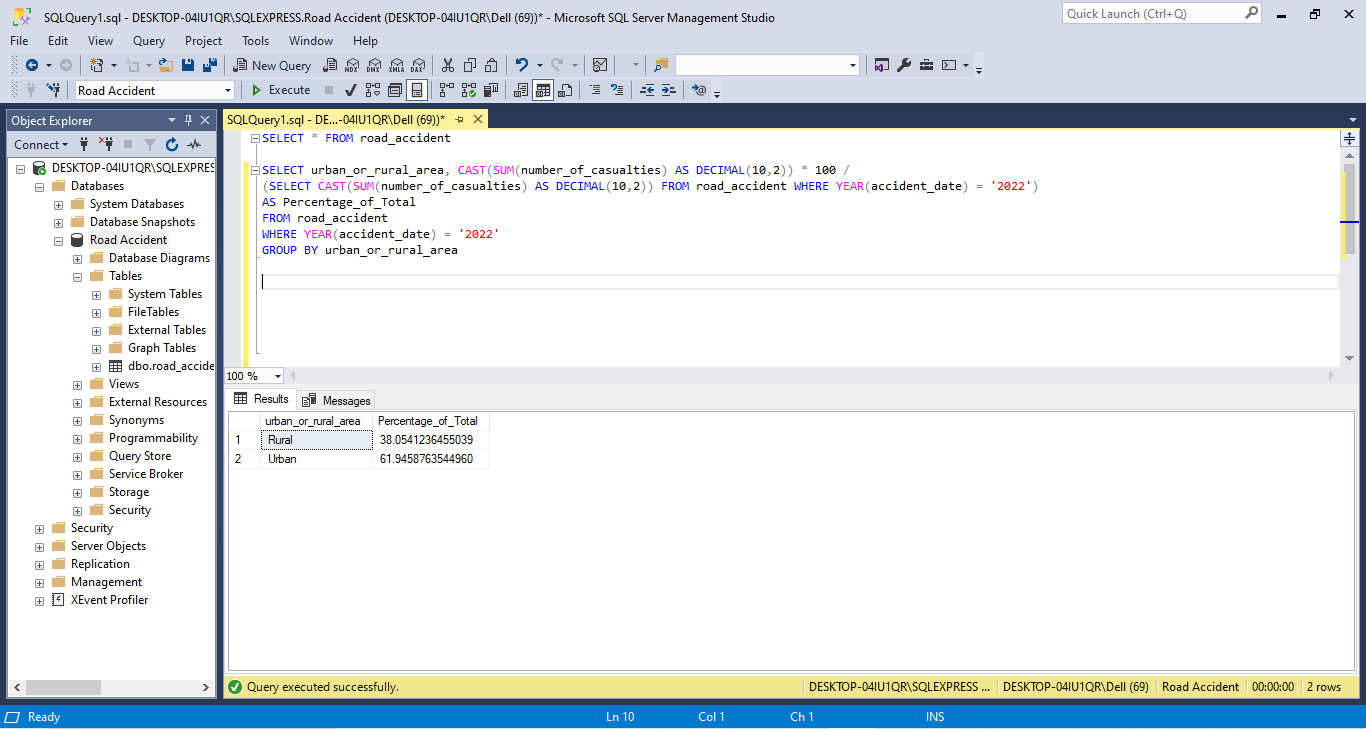 SQLQuery1.sql - DESKTOP-04IU1QR\SQLEXPRESS.Road Accident (DESKTOP-04IU1QR\Dell (69))* - Microsoft SQL Server Management Studio
Quick Launch (Ctrl+Q)
File Edit View Query Project Tools Window Help
New Query MDX DMX XMLA DAX
Road Accident Execute
Object Explorer
Connect
DESKTOP-04IU1QR\SQLEXPRES
Databases
System Databases
Database Snapshots
Road Accident
Database Diagrams
Tables
System Tables
FileTables
External Tables
Graph Tables
dbo.road_accide
Views
External Resources
Synonyms
Programmability
Query Store
Service Broker
Storage
Security
Security
Server Objects
Replication
Management
XEvent Profiler
SQLQuery1.sql - DE...-04IU1QR\Dell (69))*
SELECT * FROM road_accident
SELECT urban_or_rural_area, CAST(SUM(number_of_casualties) AS DECIMAL(10,2)) * 100 /
(SELECT CAST(SUM(number_of_casualties) AS DECIMAL(10,2)) FROM road_accident WHERE YEAR(accident_date) = '2022')
AS Percentage_of_Total
FROM road_accident
WHERE YEAR(accident_date) = '2022'
GROUP BY urban_or_rural_area
100 %
Results Messages
urban_or_rural_area Percentage_of_Total
1 Rural 38.0541236455039
2 Urban 61.9458763544960
Query executed successfully. DESKTOP-04IU1QR\SQLEXPRESS ... DESKTOP-04IU1QR\Dell (69) Road Accident 00:00:00 2 rows
Ready Ln 10 Col 1 Ch 1 INS